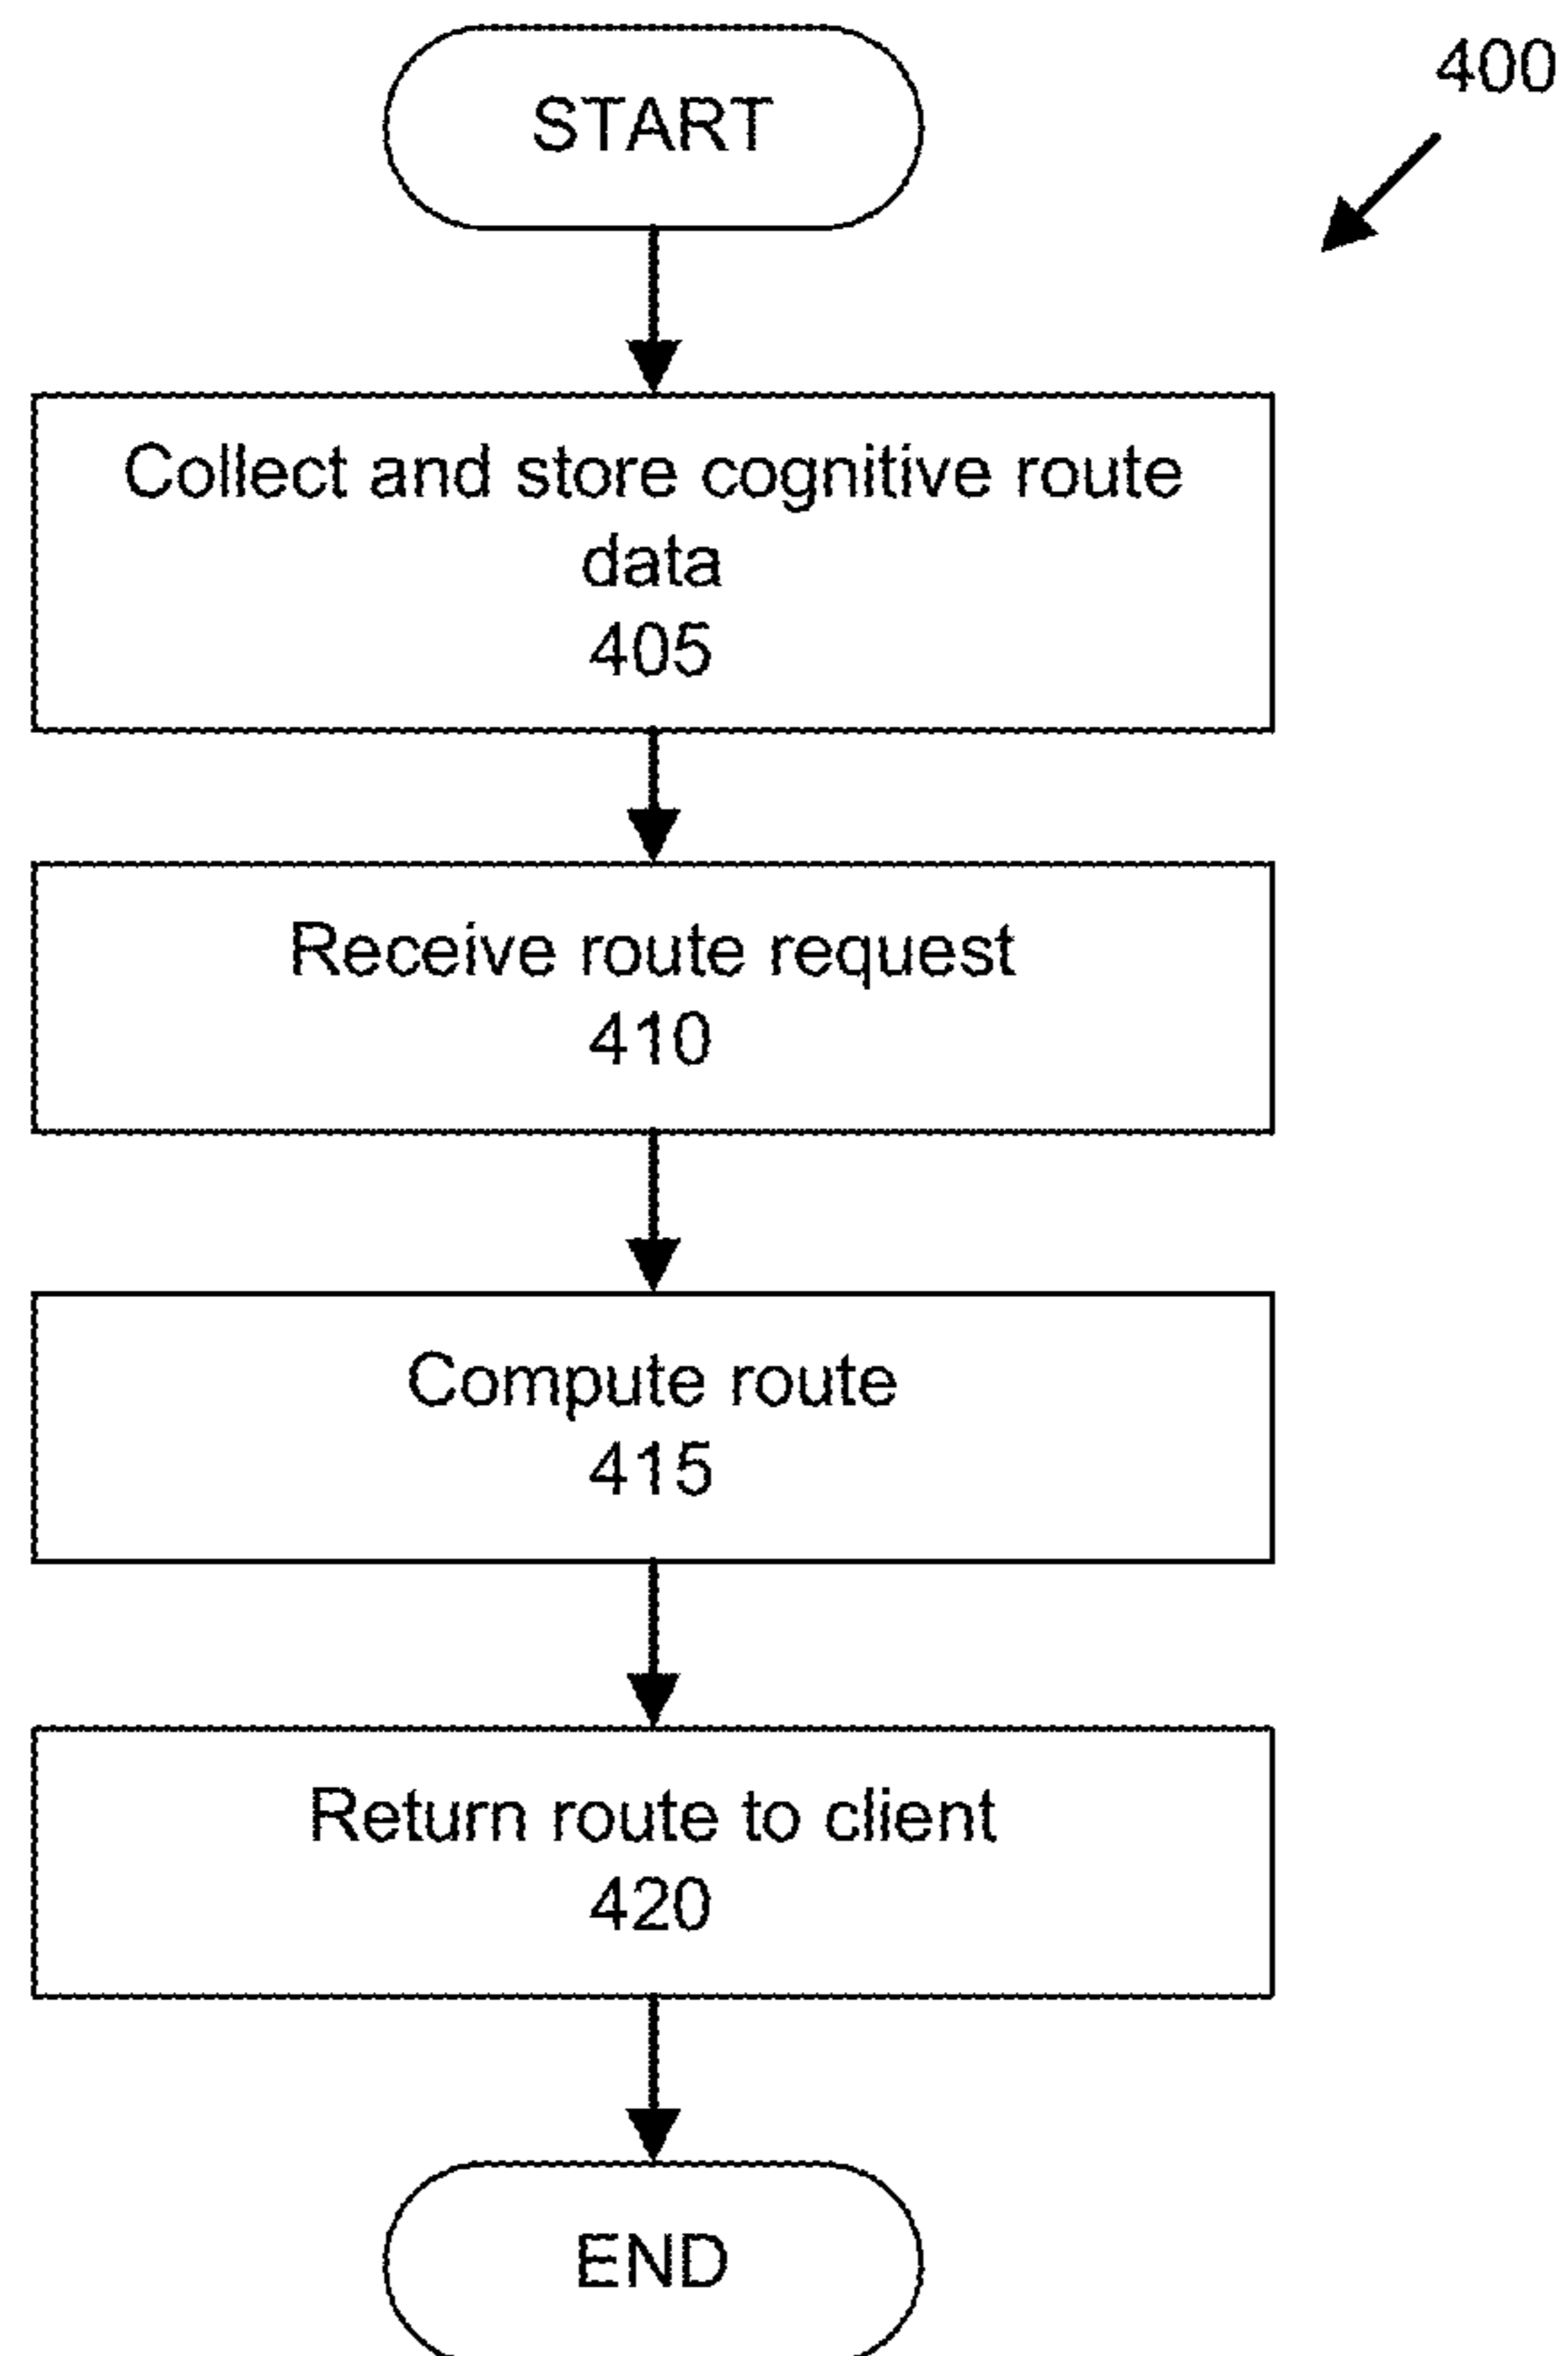 START
400
Collect and store cognitive route
data
405
Receive route request
410
Compute route
415
Return route to client
420
END